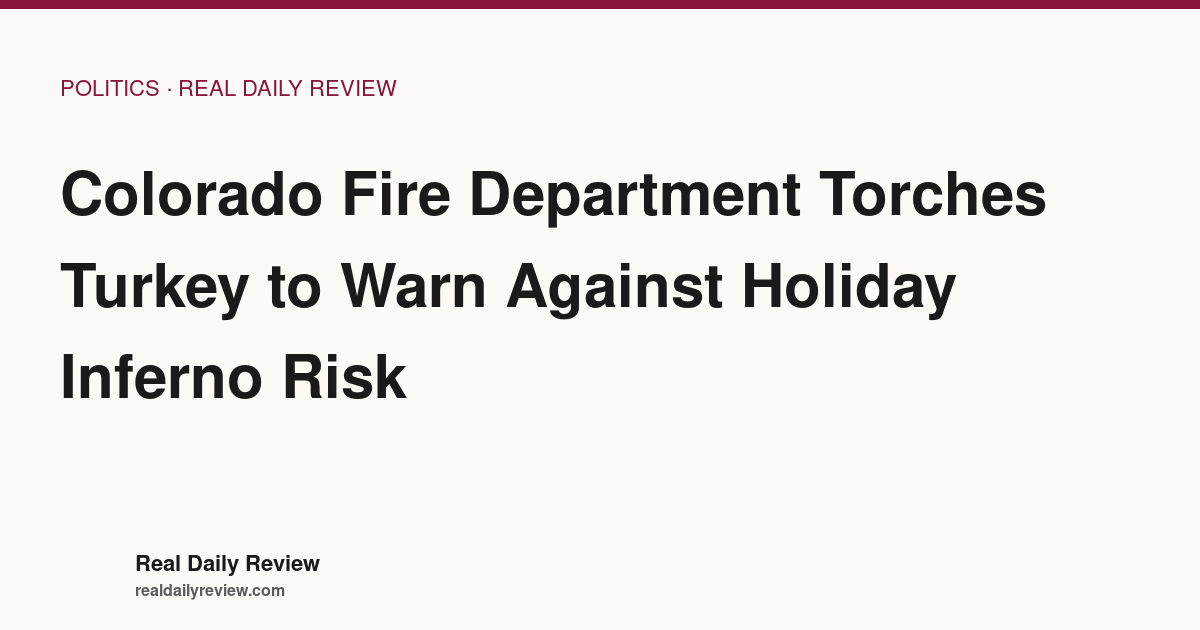 POLITICS · REAL DAILY REVIEW
Colorado Fire Department Torches
Turkey to Warn Against Holiday
Inferno Risk
Real Daily Review
realdailyreview.com